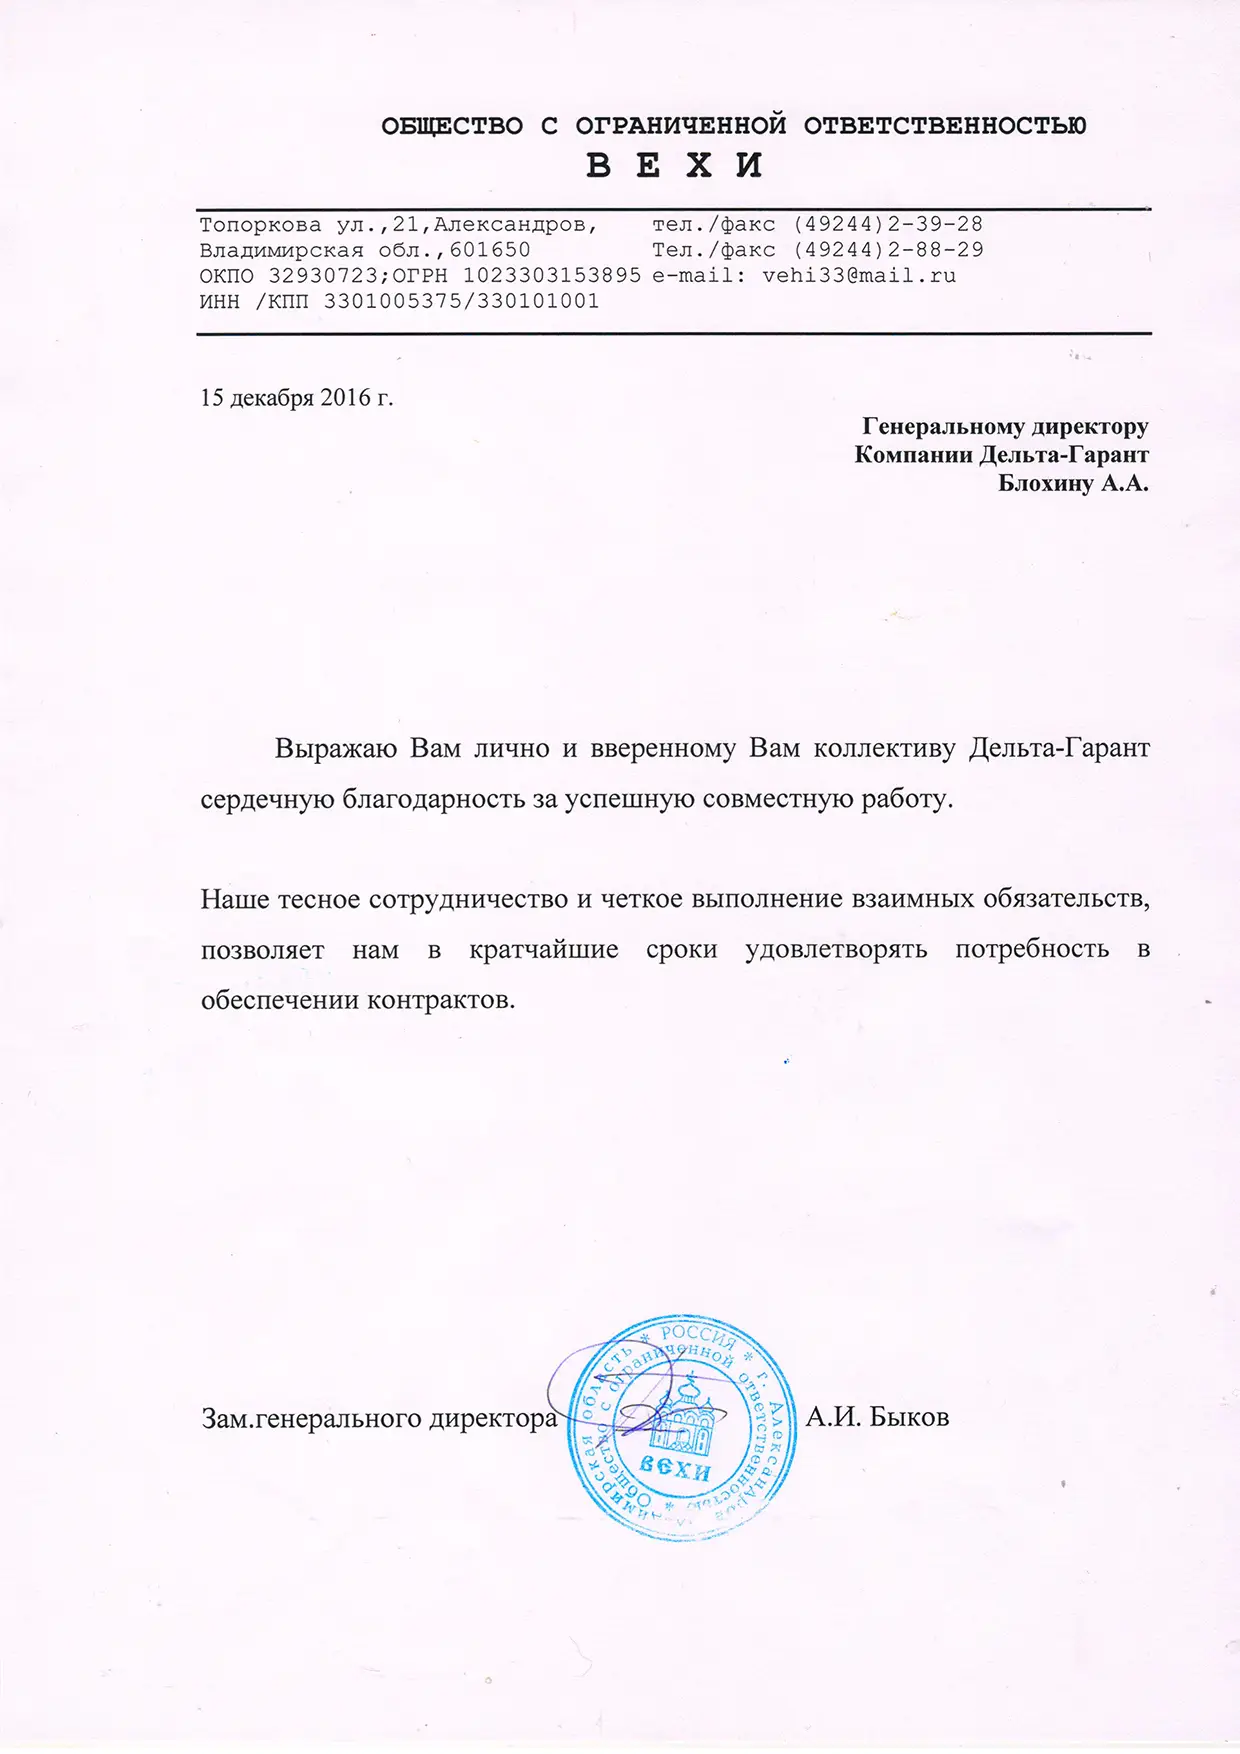 ОБЩЕСТВО С ОГРАНИЧЕННОЙ ОТВЕТСТВЕННОСТЬЮ
В Е Х И
Топоркова ул.,21,Александров, тел./факс (49244)2-39-28
Владимирская обл.,601650 Тел./факс (49244)2-88-29
ОКПО 32930723;ОГРН 1023303153895 e-mail: vehi33@mail.ru
ИНН /КПП 3301005375/330101001
15 декабря 2016 г.
Генеральному директору
Компании Дельта-Гарант
Блохину А.А.
Выражаю Вам лично и вверенному Вам коллективу Дельта-Гарант
сердечную благодарность за успешную совместную работу.
Наше тесное сотрудничество и четкое выполнение взаимных обязательств,
позволяет нам в кратчайшие сроки удовлетворять потребность в
обеспечении контрактов.
Зам.генерального директора А.И. Быков
* РОССИЯ * г. Александров
область
Общество с ограниченной ответственностью *
ВЕХИ